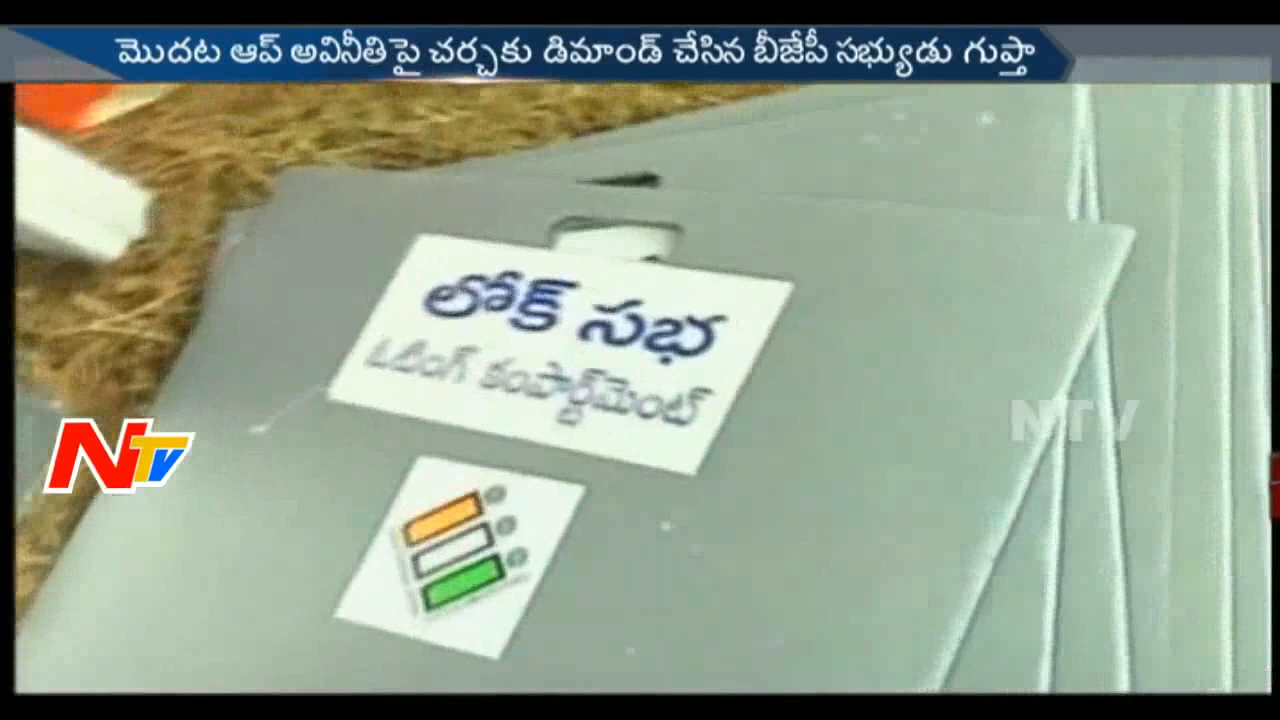 మొదట ఆప్ అవినీతిపై చర్చకు డిమాండ్ చేసిన బీజేపీ సభ్యుడు గుప్తా
లోక్ సభ
ఓటింగ్ కంపార్ట్‌మెంట్
NTV
NTV